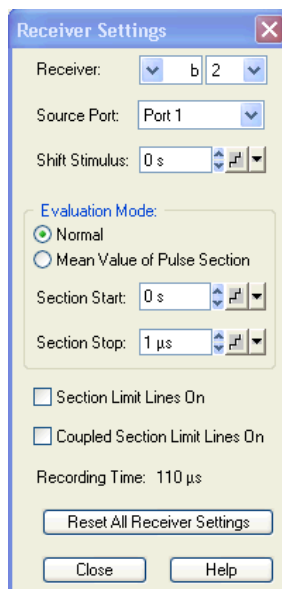 Receiver Settings
Receiver: b 2
Source Port: Port 1
Shift Stimulus: 0 s
Evaluation Mode:
Normal
Mean Value of Pulse Section
Section Start: 0 s
Section Stop: 1 µs
Section Limit Lines On
Coupled Section Limit Lines On
Recording Time: 110 µs
Reset All Receiver Settings
Close Help